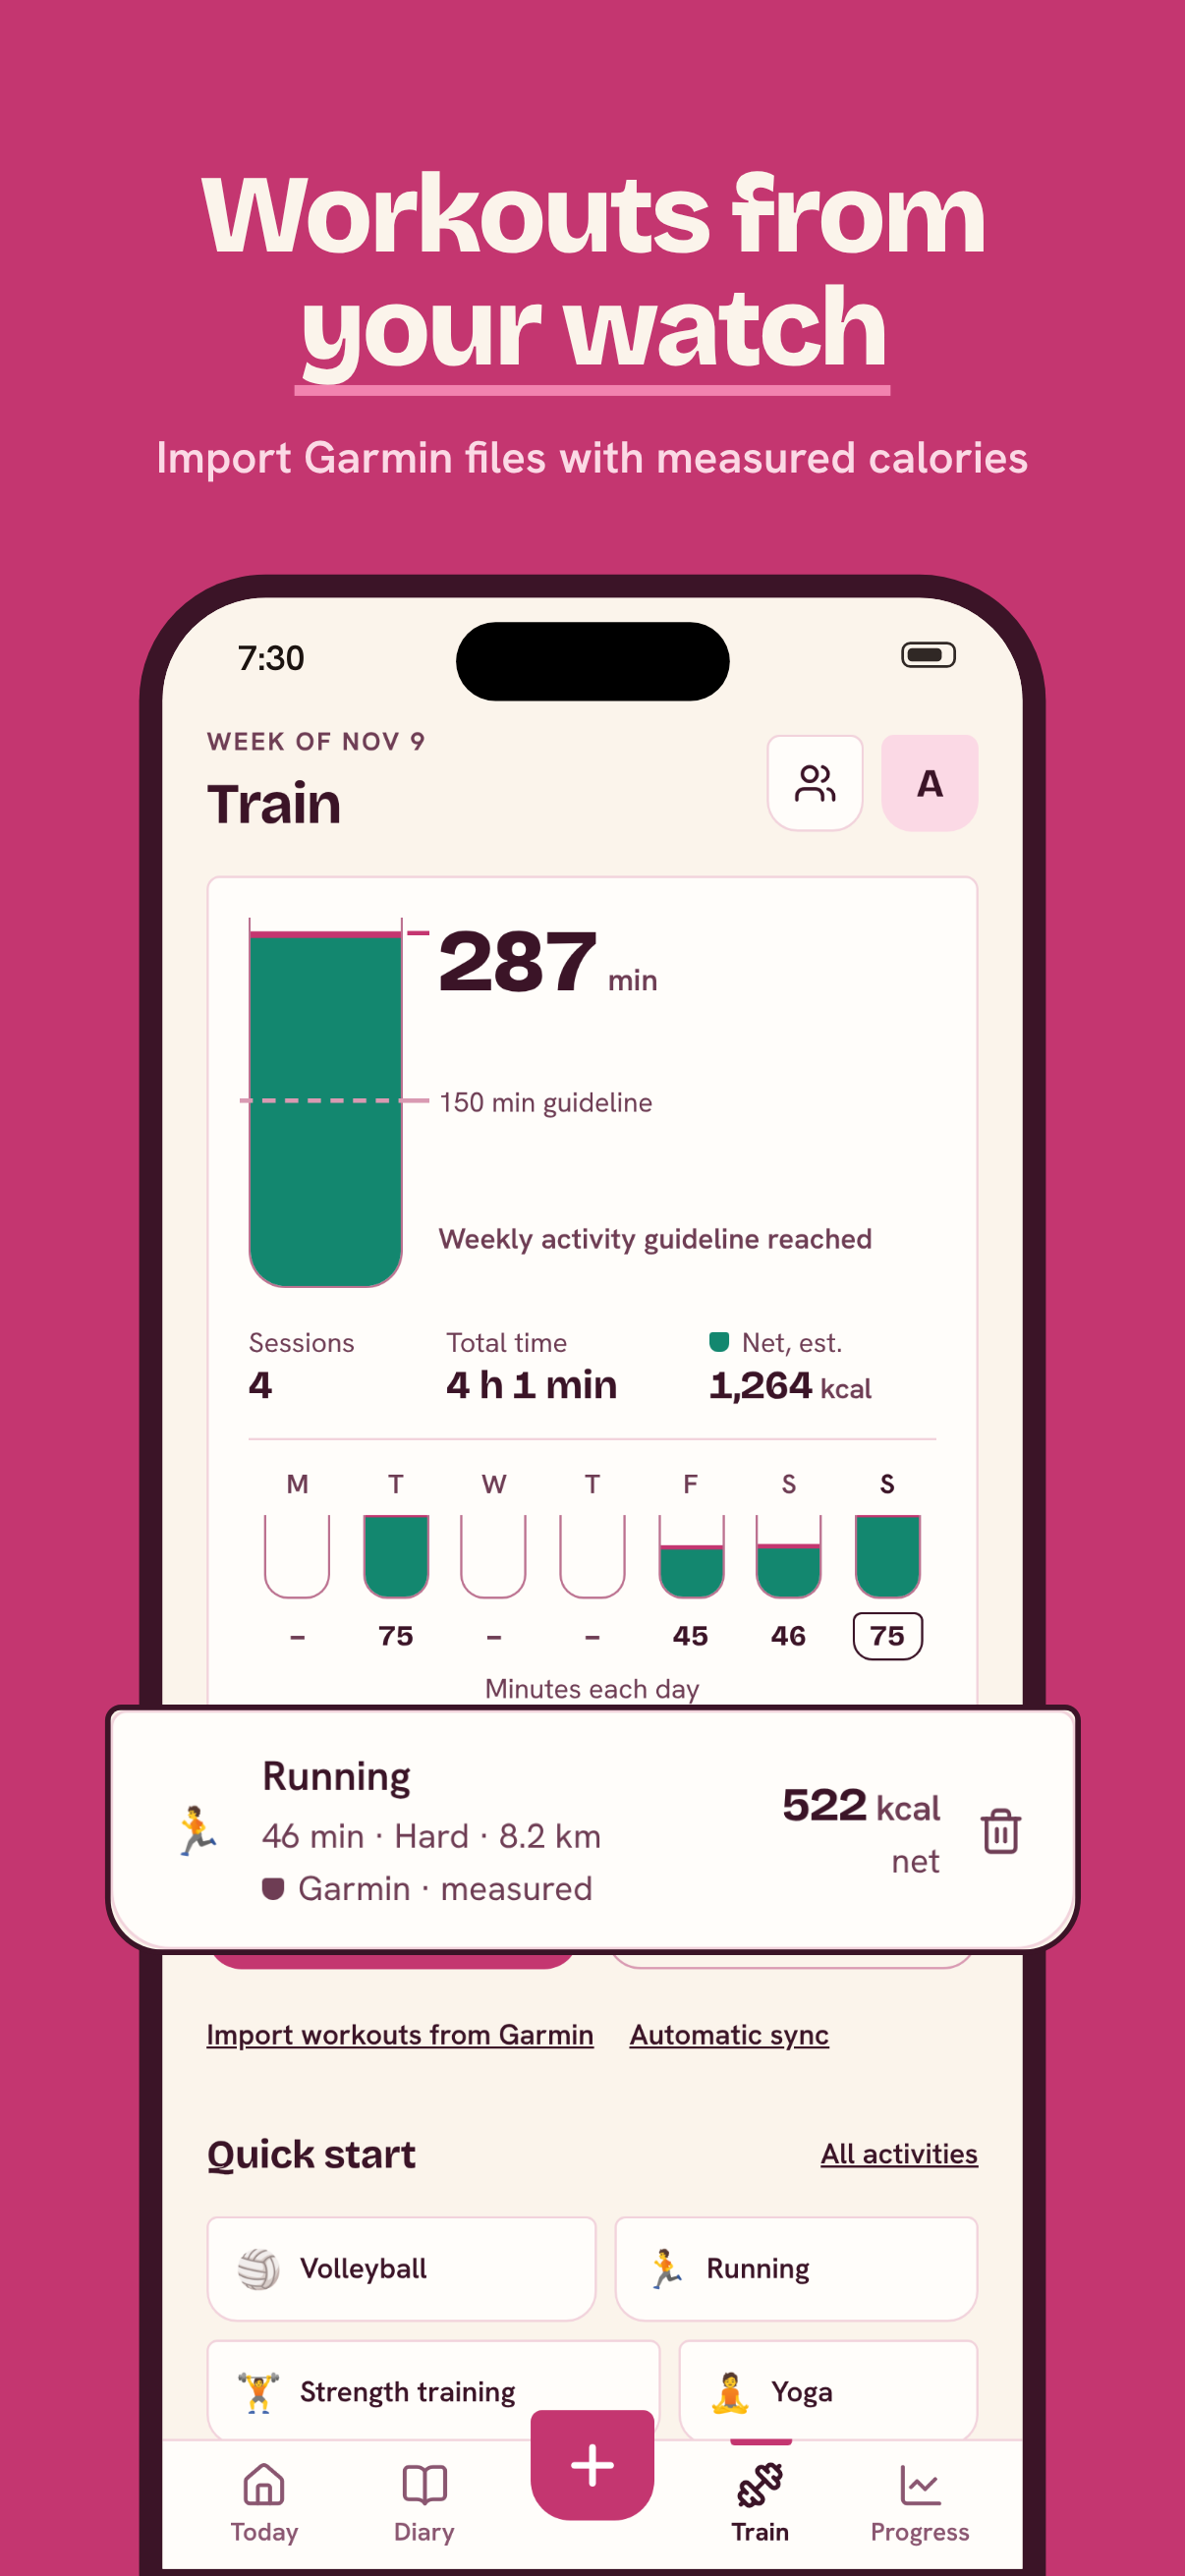 Workouts from
your watch
Import Garmin files with measured calories
7:30
WEEK OF NOV 9
Train
A
287 min
150 min guideline
Weekly activity guideline reached
Sessions
Total time
Net, est.
4
4 h 1 min
1,264 kcal
M T W T F S S
– 75 – – 45 46 75
Minutes each day
Running
46 min · Hard · 8.2 km
Garmin · measured
522 kcal
net
Import workouts from Garmin
Automatic sync
Quick start
All activities
Volleyball
Running
Strength training
Yoga
Today
Diary
Train
Progress